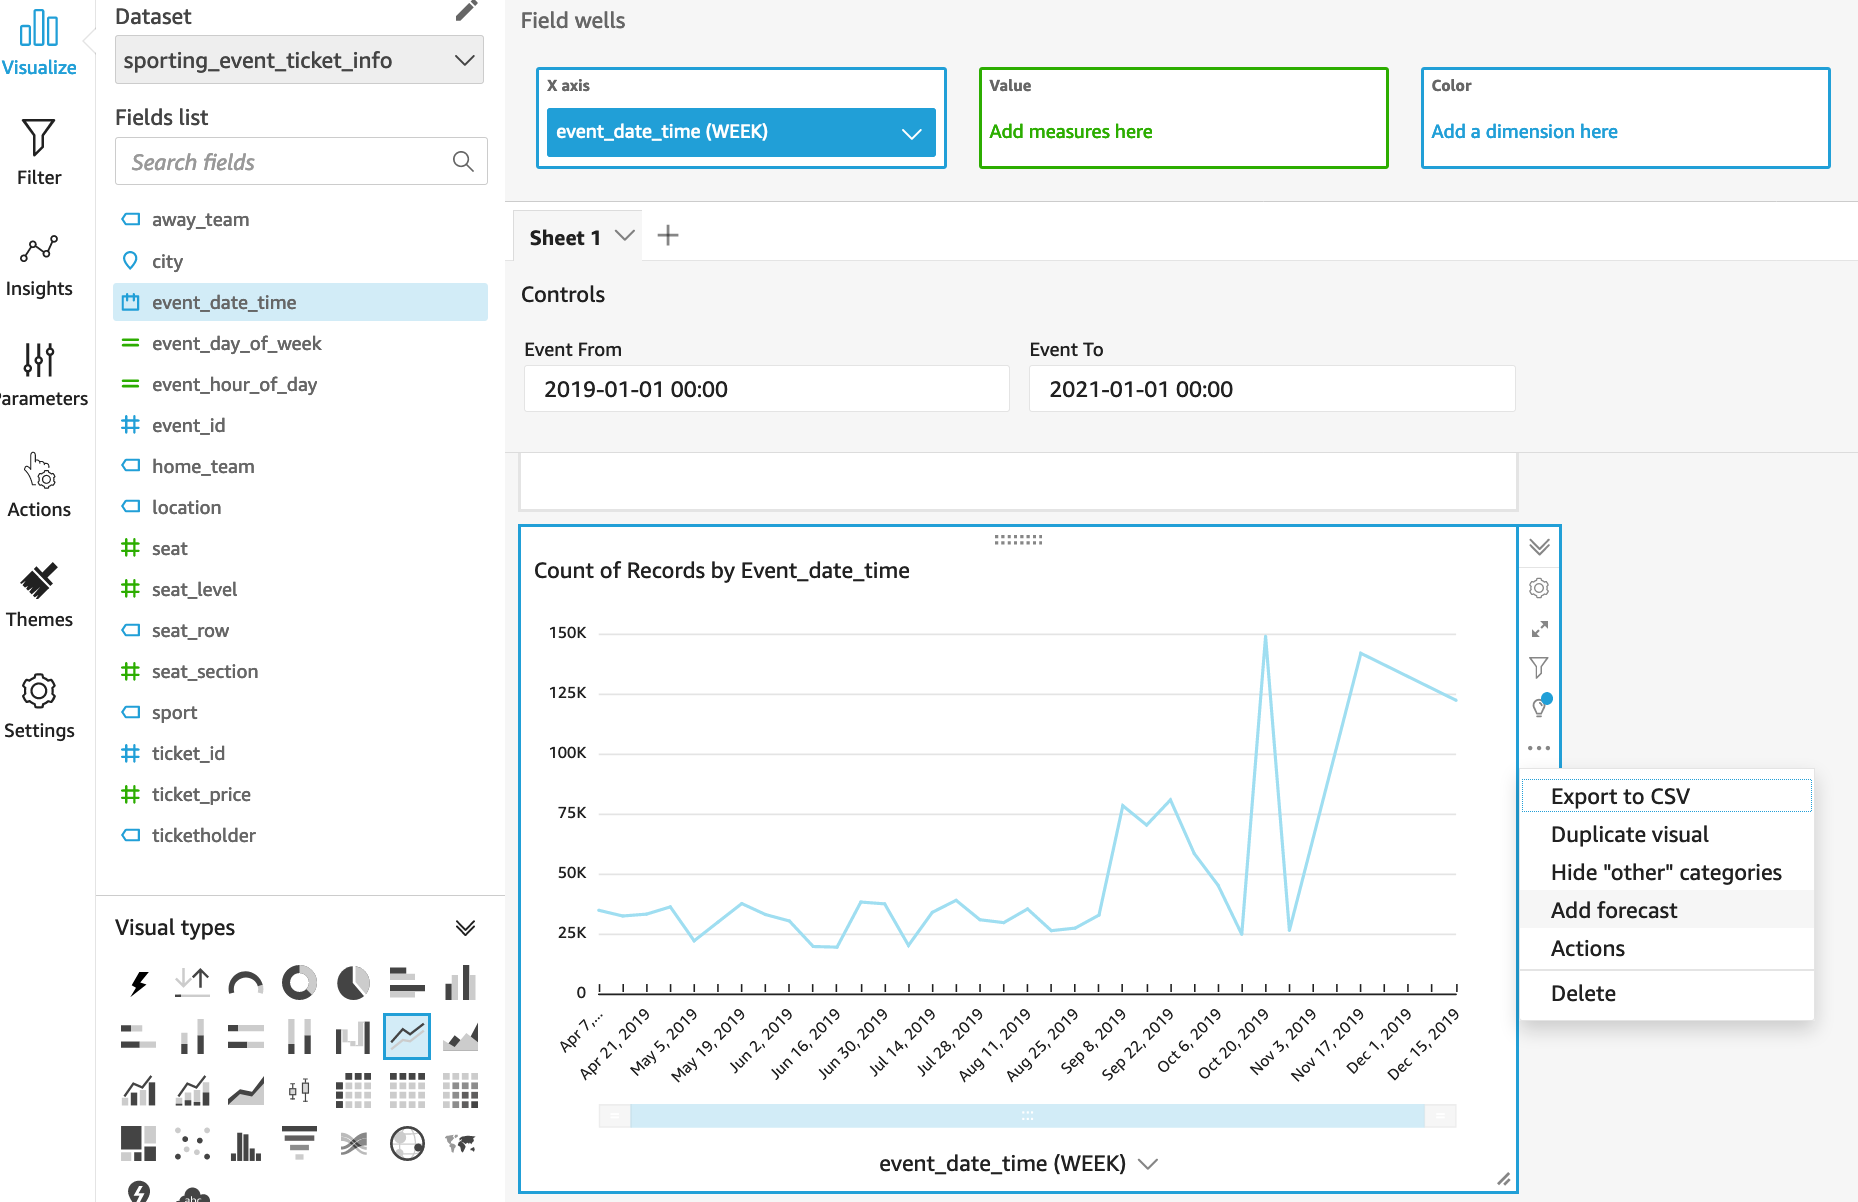 Visualize
Filter
Insights
arameters
Actions
Themes
Settings
Dataset
sporting_event_ticket_info
Fields list
Search fields
away_team
city
event_date_time
event_day_of_week
event_hour_of_day
event_id
home_team
location
seat
seat_level
seat_row
seat_section
sport
ticket_id
ticket_price
ticketholder
Visual types
abc
Field wells
X axis
event_date_time (WEEK)
Value
Add measures here
Color
Add a dimension here
Sheet 1
Controls
Event From
2019-01-01 00:00
Event To
2021-01-01 00:00
Count of Records by Event_date_time
150K
125K
100K
75K
50K
25K
0
Apr 7,...
Apr 21, 2019
May 5, 2019
May 19, 2019
Jun 2, 2019
Jun 16, 2019
Jun 30, 2019
Jul 14, 2019
Jul 28, 2019
Aug 11, 2019
Aug 25, 2019
Sep 8, 2019
Sep 22, 2019
Oct 6, 2019
Oct 20, 2019
Nov 3, 2019
Nov 17, 2019
Dec 1, 2019
Dec 15, 2019
event_date_time (WEEK)
Export to CSV
Duplicate visual
Hide "other" categories
Add forecast
Actions
Delete